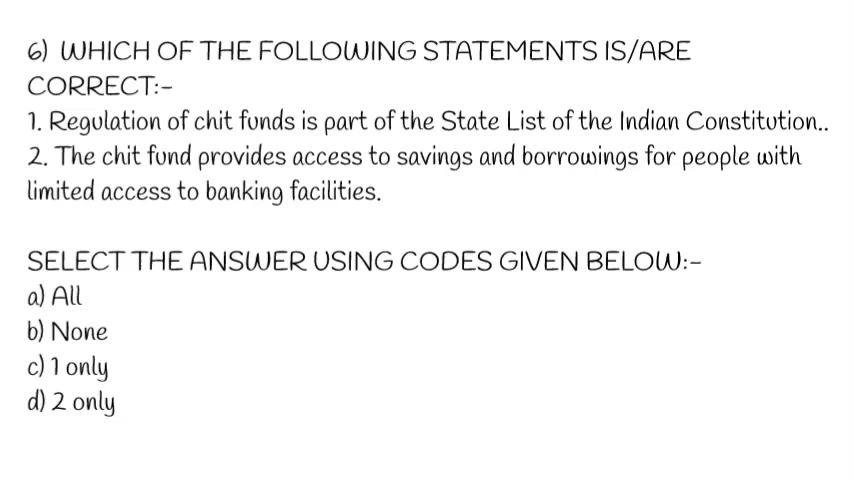 6) WHICH OF THE FOLLOWING STATEMENTS IS/ARE
CORRECT:-
1. Regulation of chit funds is part of the State List of the Indian Constitution..
2. The chit fund provides access to savings and borrowings for people with
limited access to banking facilities.
SELECT THE ANSWER USING CODES GIVEN BELOW:-
a) All
b) None
c) 1 only
d) 2 only